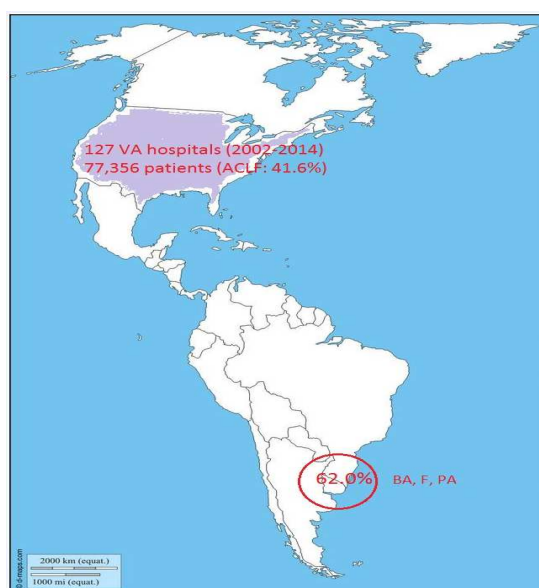 127 VA hospitals (2002-2014)
77,356 patients (ACLF: 41.6%)
62.0%
BA, F, PA
2000 km (equat.)
1000 mi (equat.)
© d-maps.com